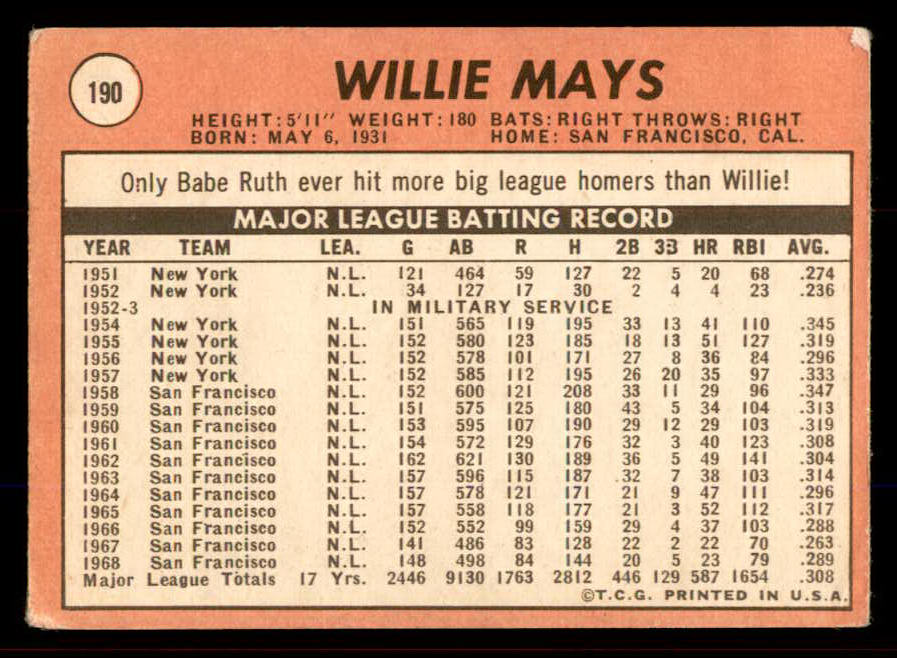 190
WILLIE MAYS
HEIGHT: 5'11" WEIGHT: 180 BATS: RIGHT THROWS: RIGHT
BORN: MAY 6, 1931 HOME: SAN FRANCISCO, CAL.
Only Babe Ruth ever hit more big league homers than Willie!
MAJOR LEAGUE BATTING RECORD
YEAR TEAM LEA. G AB R H 2B 3B HR RBI AVG.
1951 New York N.L. 121 464 59 127 22 5 20 68 .274
1952 New York N.L. 34 127 17 30 2 4 4 23 .236
1952-3 IN MILITARY SERVICE
1954 New York N.L. 151 565 119 195 33 13 41 110 .345
1955 New York N.L. 152 580 123 185 18 13 51 127 .319
1956 New York N.L. 152 578 101 171 27 8 36 84 .296
1957 New York N.L. 152 585 112 195 26 20 35 97 .333
1958 San Francisco N.L. 152 600 121 208 33 11 29 96 .347
1959 San Francisco N.L. 151 575 125 180 43 5 34 104 .313
1960 San Francisco N.L. 153 595 107 190 29 12 29 103 .319
1961 San Francisco N.L. 154 572 129 176 32 3 40 123 .308
1962 San Francisco N.L. 162 621 130 189 36 5 49 141 .304
1963 San Francisco N.L. 157 596 115 187 32 7 38 103 .314
1964 San Francisco N.L. 157 578 121 171 21 9 47 111 .296
1965 San Francisco N.L. 157 558 118 177 21 3 52 112 .317
1966 San Francisco N.L. 152 552 99 159 29 4 37 103 .288
1967 San Francisco N.L. 141 486 83 128 22 2 22 70 .263
1968 San Francisco N.L. 148 498 84 144 20 5 23 79 .289
Major League Totals 17 Yrs. 2446 9130 1763 2812 446 129 587 1654 .308
©T.C.G. PRINTED IN U.S.A.